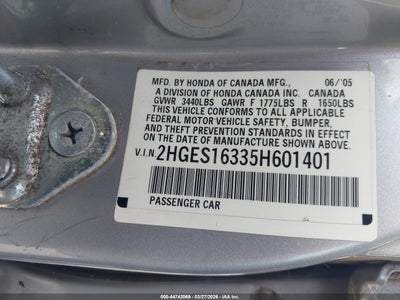 MFD. BY HONDA OF CANADA MFG., 06/'05
A DIVISION OF HONDA CANADA INC. CANADA
GVWR 3440LBS GAWR F 1775LBS R 1650LBS
THIS VEHICLE CONFORMS TO ALL APPLICABLE
FEDERAL MOTOR VEHICLE SAFETY, BUMPER,
AND THEFT PREVENTION STANDARDS IN EFFECT
ON THE DATE OF MANUFACTURE SHOWN ABOVE.
V.I.N. 2HGES16335H601401
PASSENGER CAR
000-44742069 - 03/27/2026 - IAA